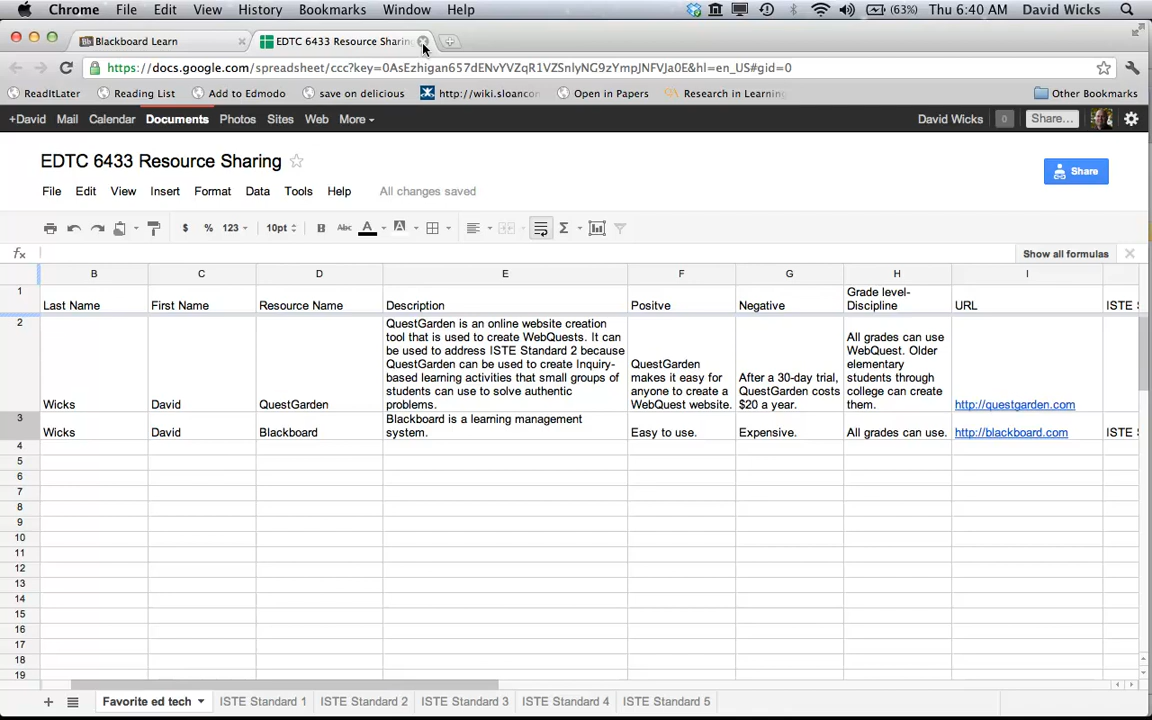 Chrome File Edit View History Bookmarks Window Help (63%) Thu 6:40 AM David Wicks
Bb Blackboard Learn EDTC 6433 Resource Sharing
https://docs.google.com/spreadsheet/ccc?key=0AsEzhigan657dENvYVZqR1VZSnlyNG9zYmpJNFVJa0E&hl=en_US#gid=0
ReadItLater Reading List Add to Edmodo save on delicious http://wiki.sloancon Open in Papers Research in Learning Other Bookmarks
+David Mail Calendar Documents Photos Sites Web More David Wicks 0 Share...
EDTC 6433 Resource Sharing
Share
File Edit View Insert Format Data Tools Help All changes saved
$ % 123 10pt B Abc A A Σ
fx Show all formulas
B C D E F G H I
1 Last Name First Name Resource Name Description Positve Negative Grade level-
Discipline URL ISTE S
2 Wicks David QuestGarden
QuestGarden is an online website creation
tool that is used to create WebQuests. It can
be used to address ISTE Standard 2 because
QuestGarden can be used to create Inquiry-
based learning activities that small groups of
students can use to solve authentic
problems.
QuestGarden
makes it easy for
anyone to create a
WebQuest website.
After a 30-day trial,
QuestGarden costs
$20 a year.
All grades can use
WebQuest. Older
elementary
students through
college can create
them.
http://questgarden.com
3 Wicks David Blackboard
Blackboard is a learning management
system.
Easy to use. Expensive. All grades can use. http://blackboard.com ISTE S
4
5
6
7
8
9
10
11
12
13
14
15
16
17
18
19
Favorite ed tech ISTE Standard 1 ISTE Standard 2 ISTE Standard 3 ISTE Standard 4 ISTE Standard 5